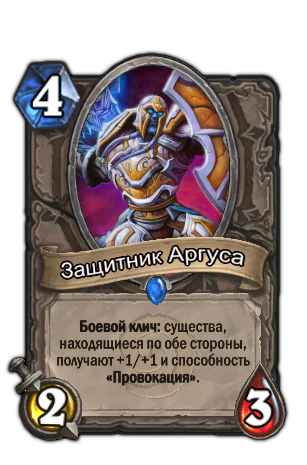 4
Защитник Аргуса
Боевой клич: существа,
находящиеся по обе стороны,
получают +1/+1 и способность
«Провокация».
2
3